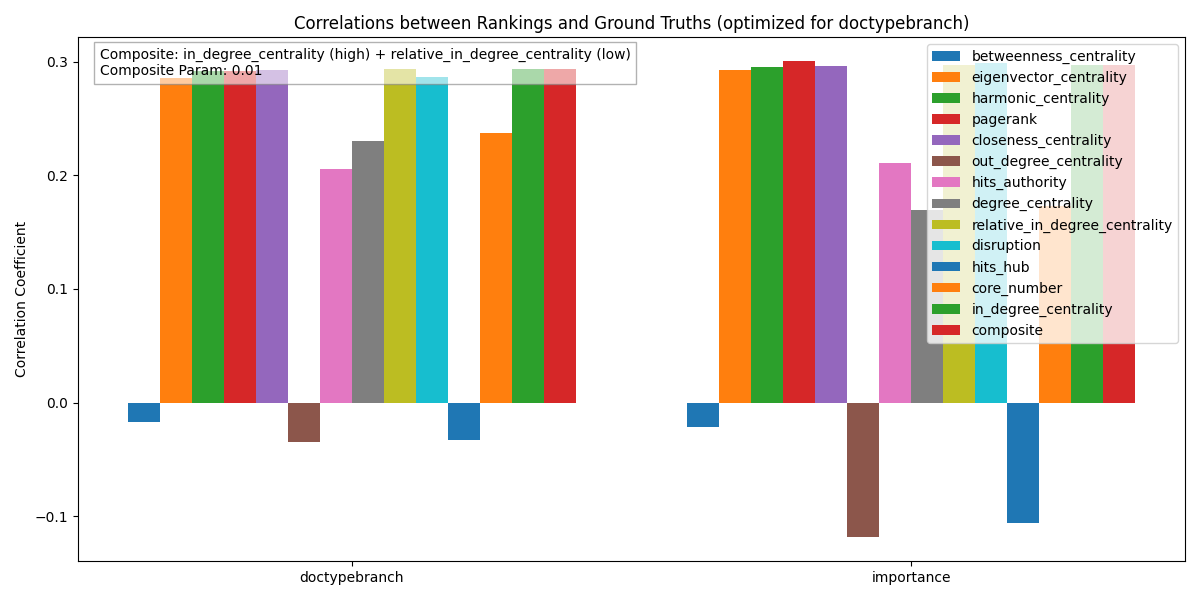 Correlations between Rankings and Ground Truths (optimized for doctypebranch)
Composite: in_degree_centrality (high) + relative_in_degree_centrality (low)
Composite Param: 0.01
betweenness_centrality
eigenvector_centrality
harmonic_centrality
pagerank
closeness_centrality
out_degree_centrality
hits_authority
degree_centrality
relative_in_degree_centrality
disruption
hits_hub
core_number
in_degree_centrality
composite
Correlation Coefficient
0.3
0.2
0.1
0.0
−0.1
doctypebranch
importance